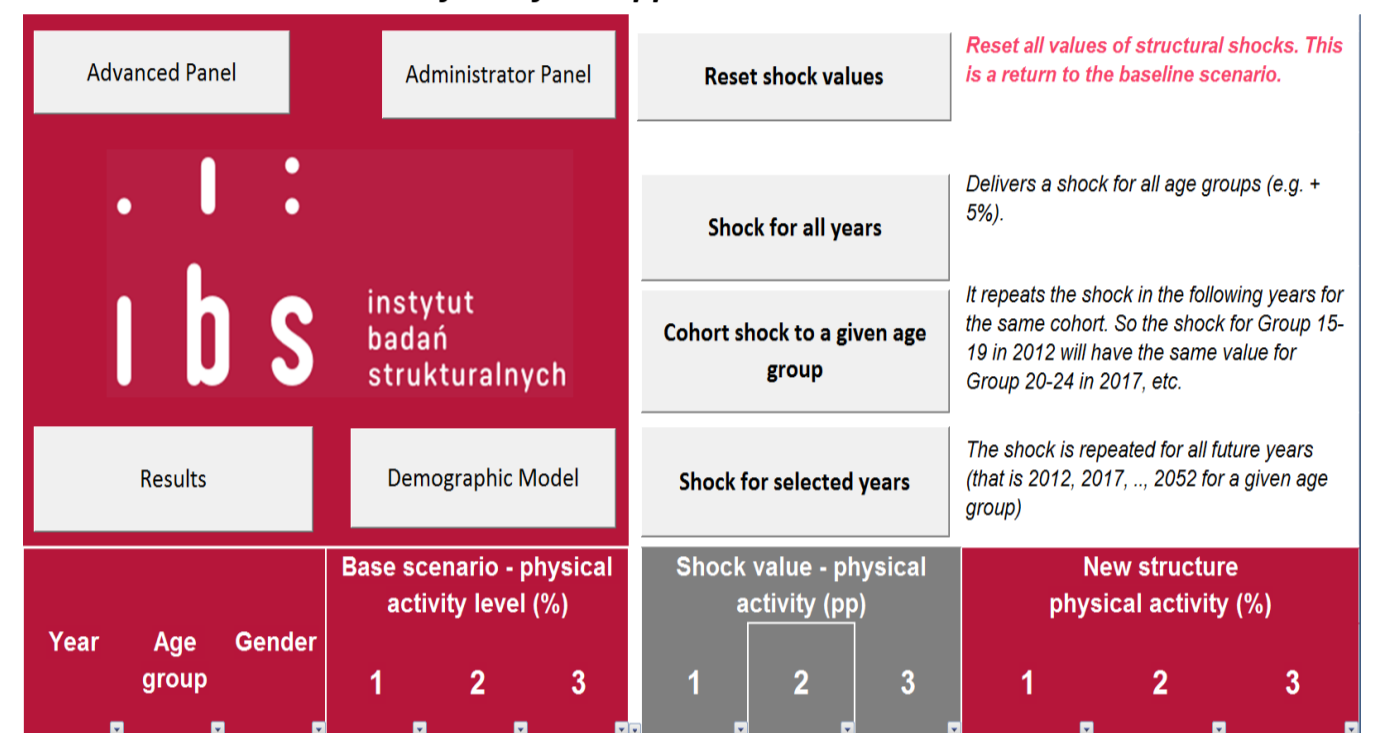 Advanced Panel
Administrator Panel
Reset shock values
Reset all values of structural shocks. This
is a return to the baseline scenario.
ibs
instytut
badań
strukturalnych
Shock for all years
Delivers a shock for all age groups (e.g. +
5%).
Cohort shock to a given age
group
It repeats the shock in the following years for
the same cohort. So the shock for Group 15-
19 in 2012 will have the same value for
Group 20-24 in 2017, etc.
Results
Demographic Model
Shock for selected years
The shock is repeated for all future years
(that is 2012, 2017, .., 2052 for a given age
group)
Year
Age
group
Gender
Base scenario - physical
activity level (%)
1 2 3
Shock value - physical
activity (pp)
1 2 3
New structure
physical activity (%)
1 2 3